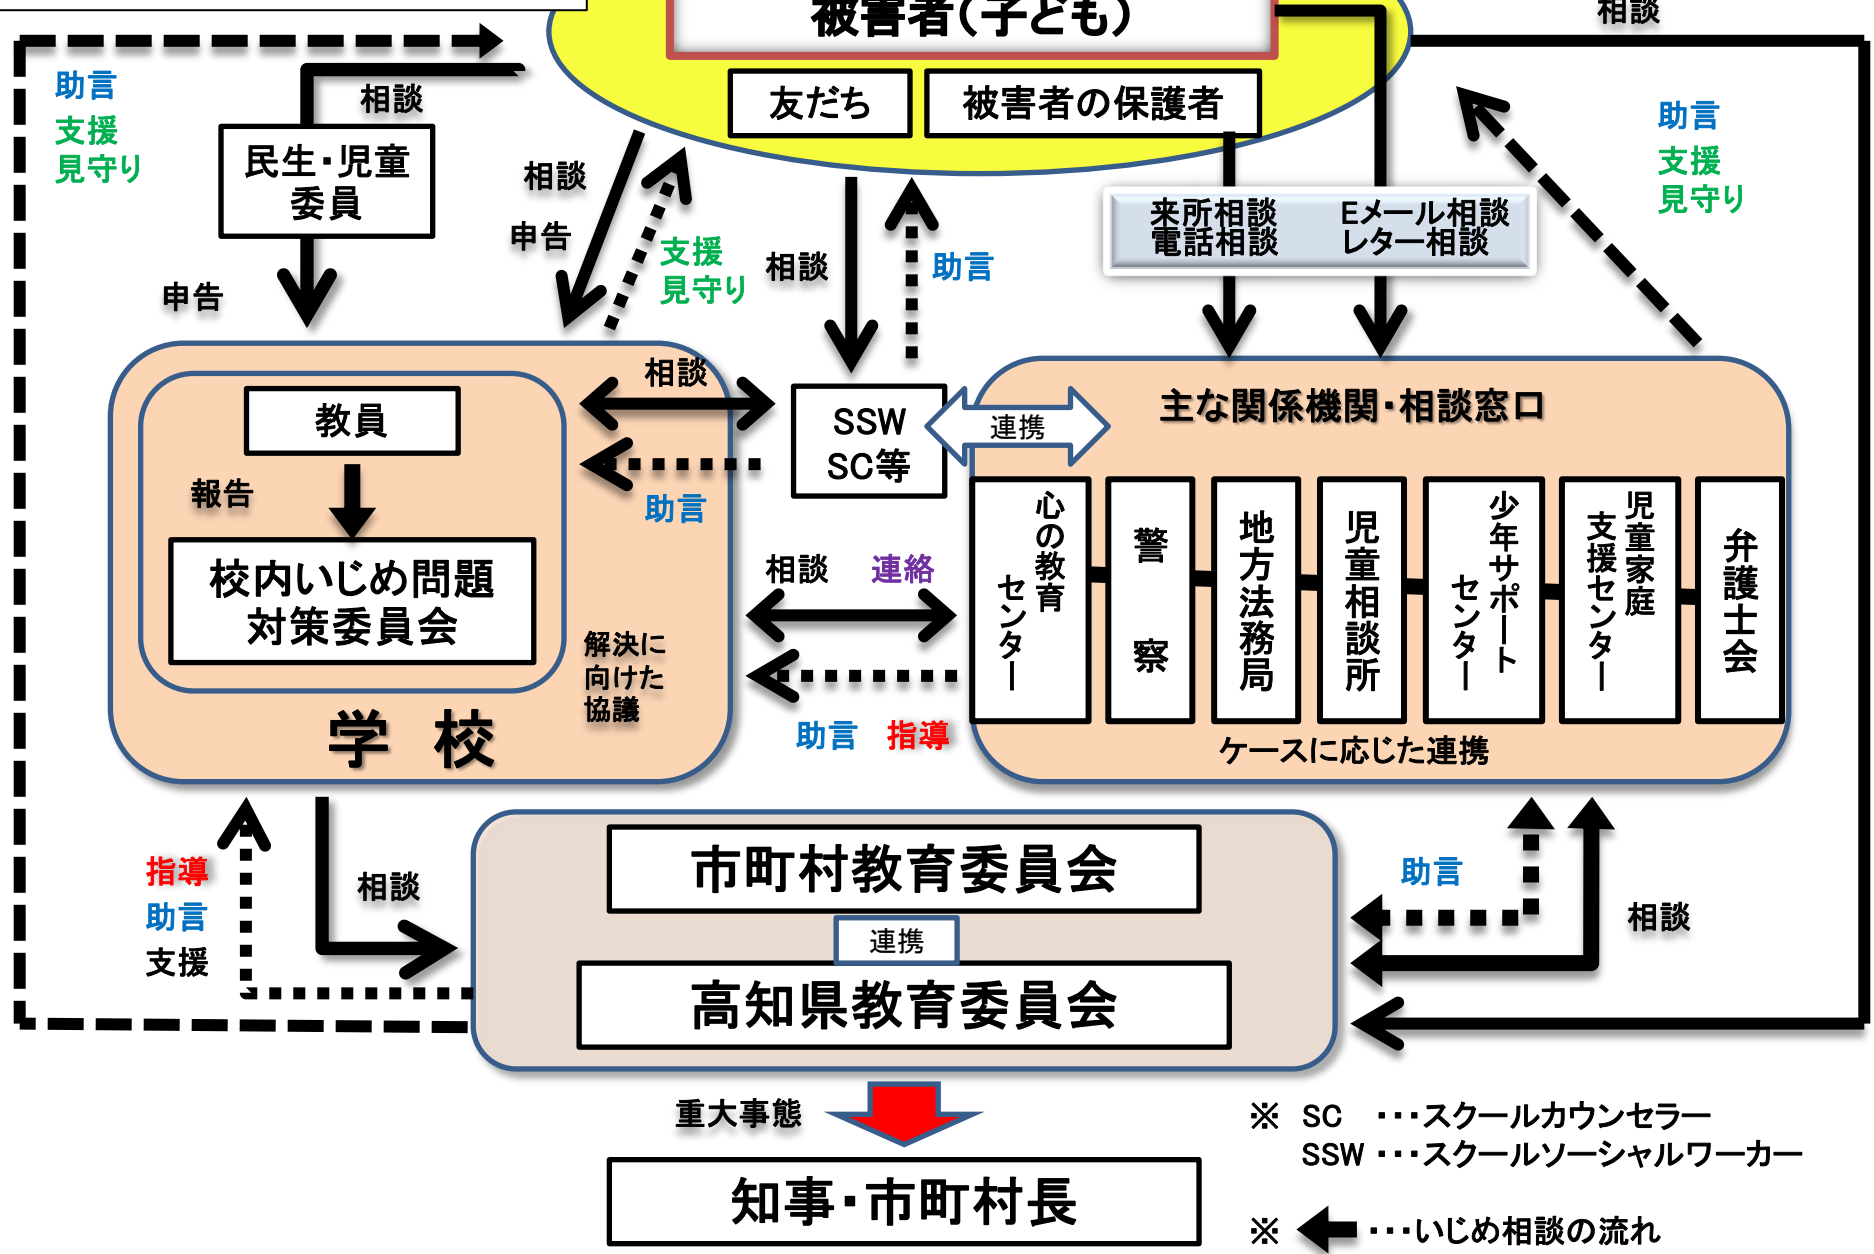 被害者(子ども)
相談
友だち
被害者の保護者
助言
支援
見守り
相談
民生・児童
委員
申告
相談
申告
支援
見守り
相談
助言
来所相談 Eメール相談
電話相談 レター相談
助言
支援
見守り
教員
報告
校内いじめ問題
対策委員会
解決に
向けた
協議
学 校
相談
助言
SSW
SC等
連携
主な関係機関・相談窓口
心の教育
センター
警 察
地方法務局
児童相談所
少年サポート
センター
児童家庭
支援センター
弁護士会
ケースに応じた連携
相談 連絡
助言 指導
指導
助言
支援
相談
市町村教育委員会
連携
高知県教育委員会
助言
相談
重大事態
知事・市町村長
※ SC ・・・スクールカウンセラー
SSW ・・・スクールソーシャルワーカー
※ ・・・いじめ相談の流れ